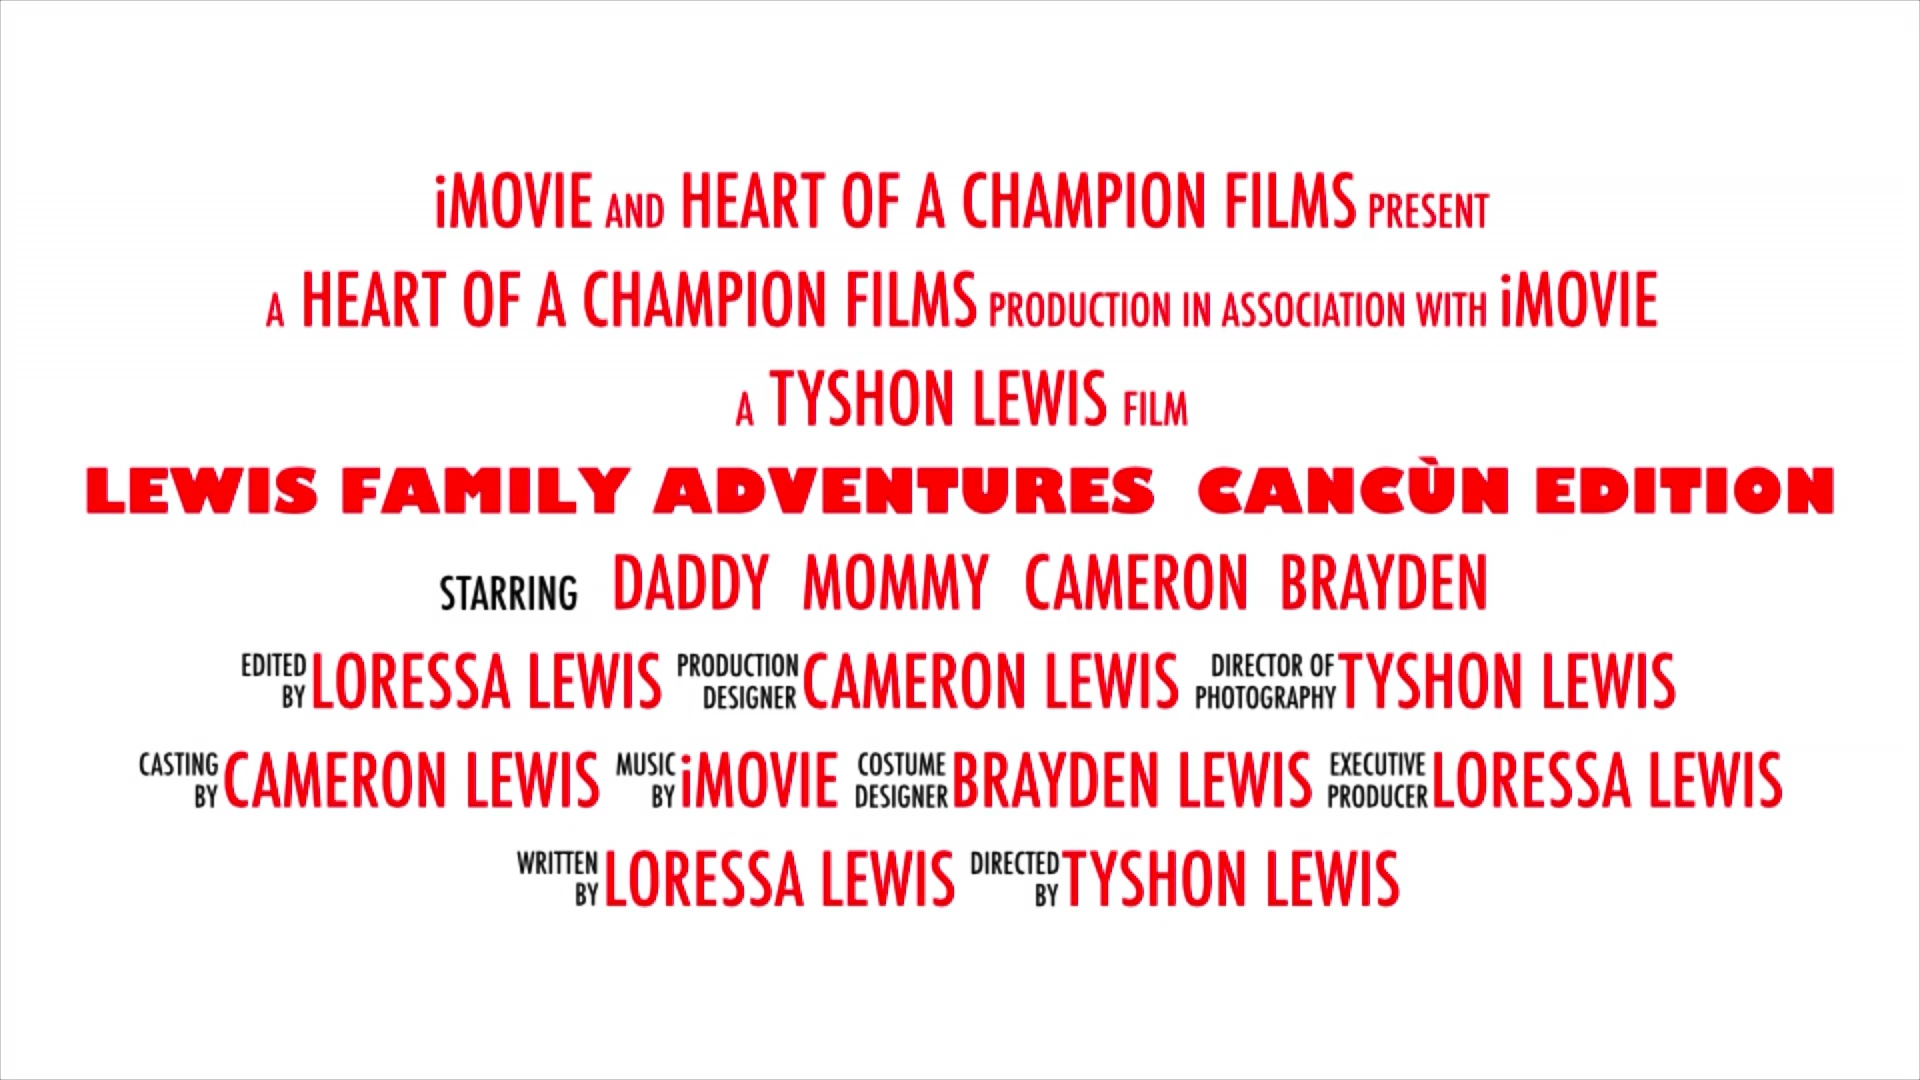 iMOVIE AND HEART OF A CHAMPION FILMS PRESENT
A HEART OF A CHAMPION FILMS PRODUCTION IN ASSOCIATION WITH iMOVIE
A TYSHON LEWIS FILM
LEWIS FAMILY ADVENTURES CANCÙN EDITION
STARRING DADDY MOMMY CAMERON BRAYDEN
EDITED BY LORESSA LEWIS PRODUCTION DESIGNER CAMERON LEWIS DIRECTOR OF PHOTOGRAPHY TYSHON LEWIS
CASTING BY CAMERON LEWIS MUSIC BY iMOVIE COSTUME DESIGNER BRAYDEN LEWIS EXECUTIVE PRODUCER LORESSA LEWIS
WRITTEN BY LORESSA LEWIS DIRECTED BY TYSHON LEWIS